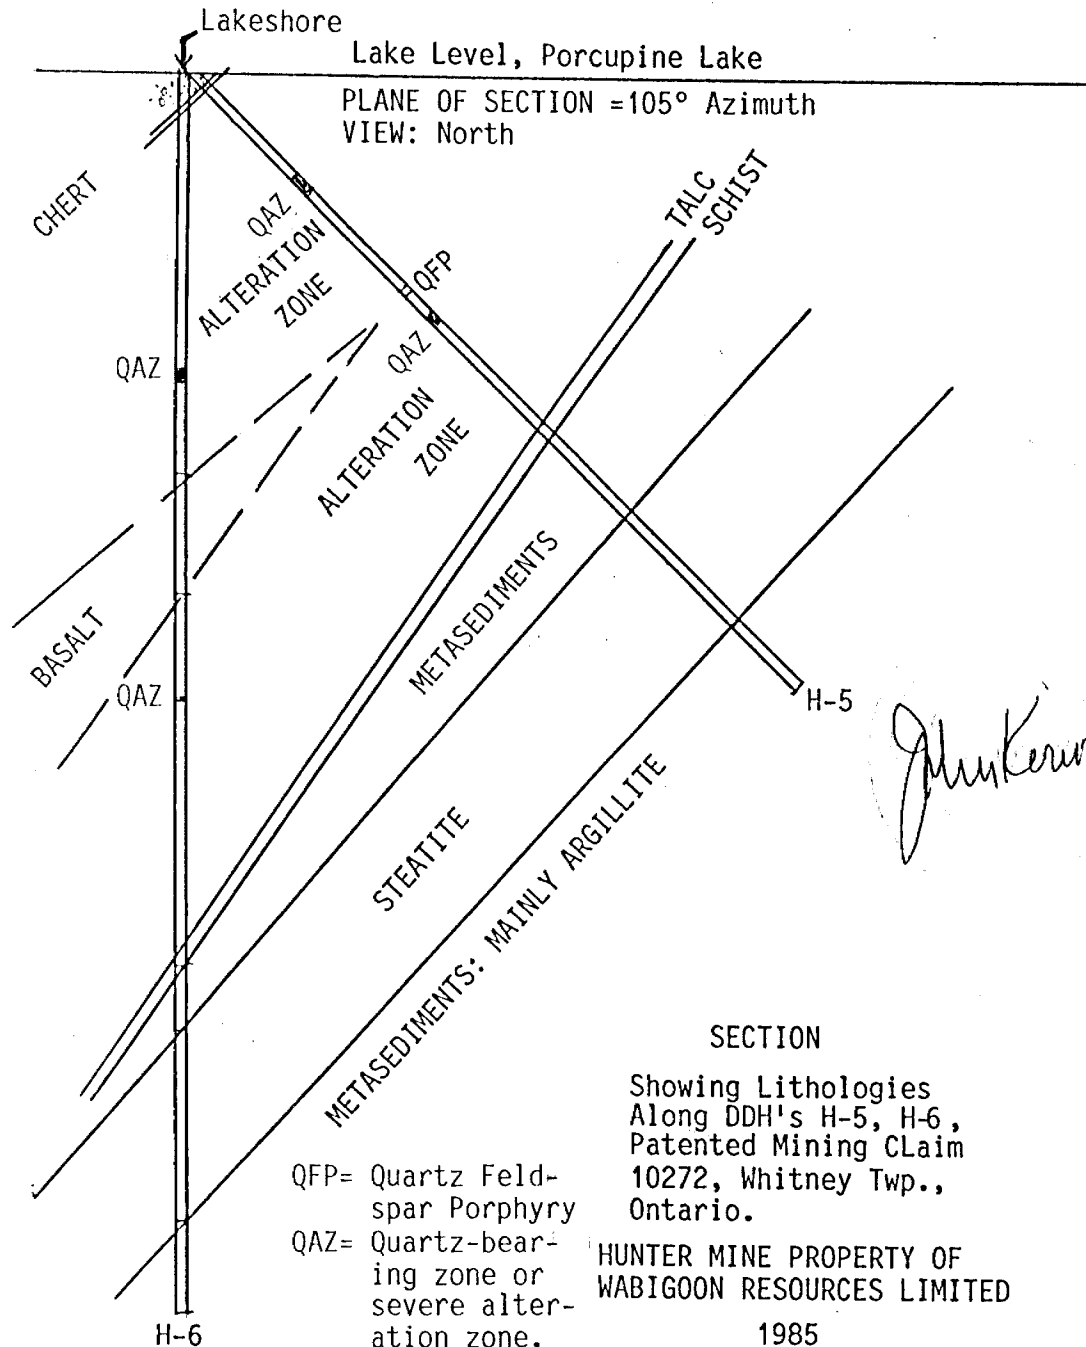 Lakeshore
Lake Level, Porcupine Lake
PLANE OF SECTION =105° Azimuth
VIEW: North
CHERT
TALC
SCHIST
QAZ
ALTERATION
ZONE
QFP
QAZ
QAZ
ALTERATION
ZONE
BASALT
METASEDIMENTS
QAZ
H-5
John
STEATITE
METASEDIMENTS: MAINLY ARGILLITE
SECTION
Showing Lithologies
Along DDH's H-5, H-6,
Patented Mining CLaim
10272, Whitney Twp.,
Ontario.
QFP= Quartz Feld-
spar Porphyry
QAZ= Quartz-bear-
ing zone or
severe alter-
ation zone.
HUNTER MINE PROPERTY OF
WABIGOON RESOURCES LIMITED
1985
H-6